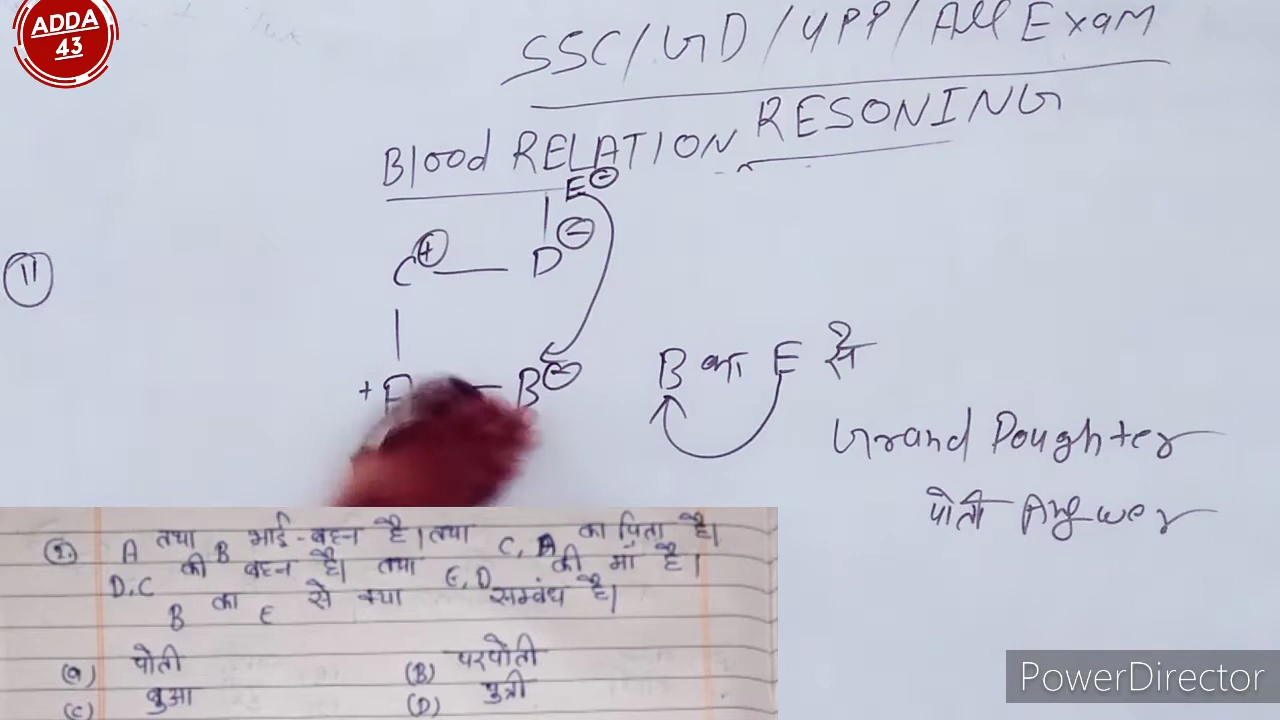 ADDA
43
SSC/GD/UPP/All Exam
Blood RELATION RESONING
E⊖
C⊕ — D⊖
11
+ — B⊖
B का E से
Grand Doughter
पोती Answer
A तथा B भाई-बहन है। तथा C, A का पिता है।
D, C की बहन है। तथा E, D की माँ है।
B का E से क्या सम्बंध है।
(a) पोती (B) परपोती
(c) बुआ (D) पुत्री
PowerDirector